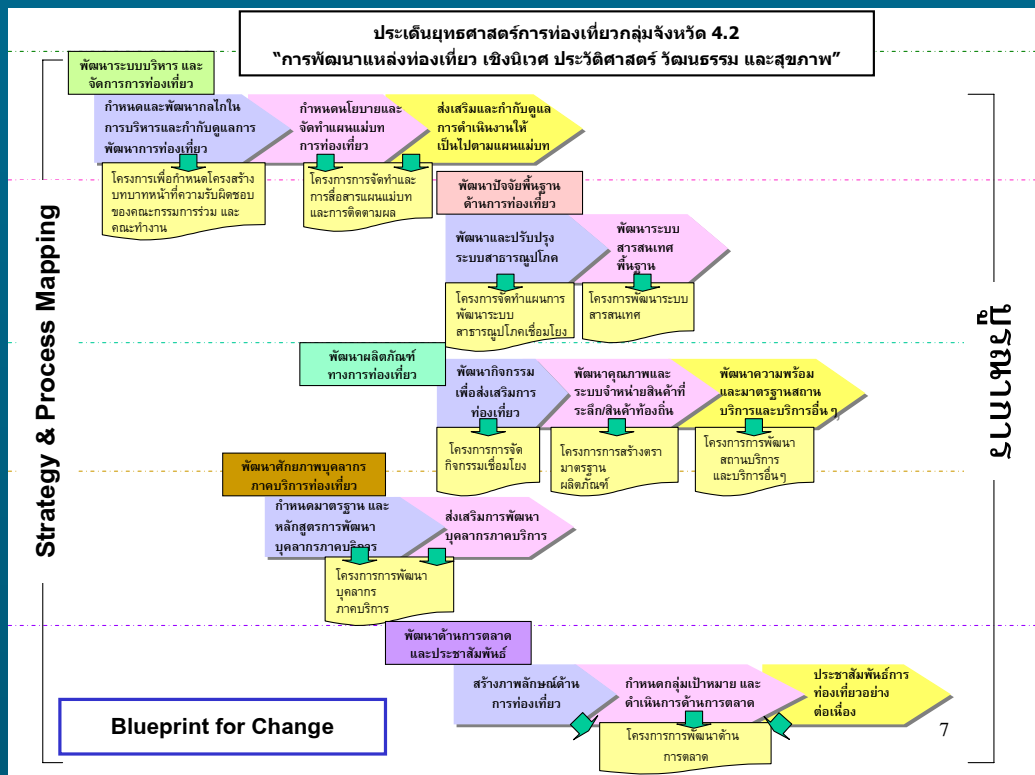 ประเด็นยุทธศาสตร์การท่องเที่ยวกลุ่มจังหวัด 4.2
“การพัฒนาแหล่งท่องเที่ยว เชิงนิเวศ ประวัติศาสตร์ วัฒนธรรม และสุขภาพ”
พัฒนาระบบบริหาร และ
จัดการการท่องเที่ยว
กำหนดและพัฒนากลไกใน
การบริหารและกำกับดูแลการ
พัฒนาการท่องเที่ยว
กำหนดนโยบายและ
จัดทำแผนแม่บท
การท่องเที่ยว
ส่งเสริมและกำกับดูแล
การดำเนินงานให้
เป็นไปตามแผนแม่บท
โครงการเพื่อกำหนดโครงสร้าง
บทบาทหน้าที่ความรับผิดชอบ
ของคณะกรรมการร่วม และ
คณะทำงาน
โครงการการจัดทำและ
การสื่อสารแผนแม่บท
และการติดตามผล
พัฒนาปัจจัยพื้นฐาน
ด้านการท่องเที่ยว
พัฒนาและปรับปรุง
ระบบสาธารณูปโภค
พัฒนาระบบ
สารสนเทศ
พื้นฐาน
โครงการจัดทำแผนการ
พัฒนาระบบ
สาธารณูปโภคเชื่อมโยง
โครงการพัฒนาระบบ
สารสนเทศ
พัฒนาผลิตภัณฑ์
ทางการท่องเที่ยว
พัฒนากิจกรรม
เพื่อส่งเสริมการ
ท่องเที่ยว
พัฒนาคุณภาพและ
ระบบจำหน่ายสินค้าที่
ระลึก/สินค้าท้องถิ่น
พัฒนาความพร้อม
และมาตรฐานสถาน
บริการและบริการอื่น ๆ
โครงการการจัด
กิจกรรมเชื่อมโยง
โครงการการสร้างตรา
มาตรฐาน
ผลิตภัณฑ์
โครงการการพัฒนา
สถานบริการ
และบริการอื่นๆ
พัฒนาศักยภาพบุคลากร
ภาคบริการท่องเที่ยว
กำหนดมาตรฐาน และ
หลักสูตรการพัฒนา
บุคลากรภาคบริการ
ส่งเสริมการพัฒนา
บุคลากรภาคบริการ
โครงการการพัฒนา
บุคลากร
ภาคบริการ
พัฒนาด้านการตลาด
และประชาสัมพันธ์
สร้างภาพลักษณ์ด้าน
การท่องเที่ยว
กำหนดกลุ่มเป้าหมาย และ
ดำเนินการด้านการตลาด
ประชาสัมพันธ์การ
ท่องเที่ยวอย่าง
ต่อเนื่อง
โครงการการพัฒนาด้าน
การตลาด
Strategy & Process Mapping
บูรณาการ
Blueprint for Change
7